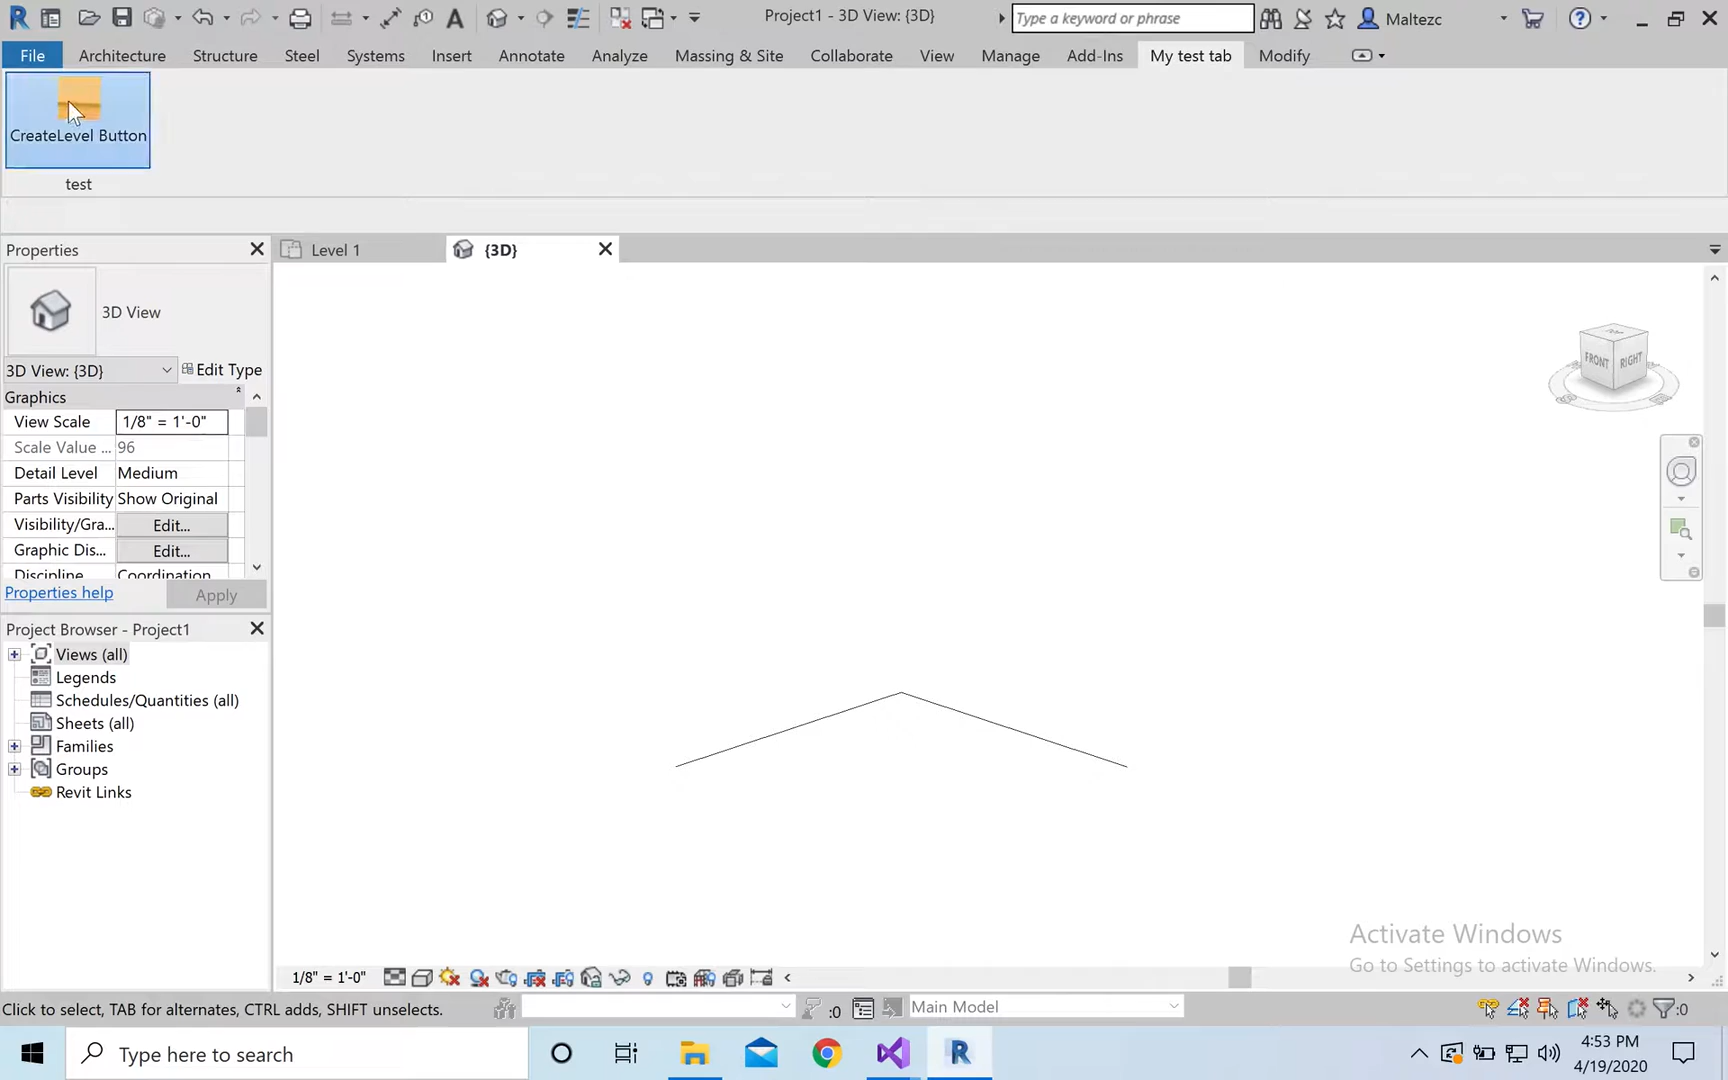 Project1 - 3D View: {3D}
Type a keyword or phrase
Maltezc
File
Architecture
Structure
Steel
Systems
Insert
Annotate
Analyze
Massing & Site
Collaborate
View
Manage
Add-Ins
My test tab
Modify
CreateLevel Button
test
Properties
Level 1
{3D}
3D View
3D View: {3D}
Edit Type
Graphics
View Scale
1/8" = 1'-0"
Scale Value ...
96
Detail Level
Medium
Parts Visibility
Show Original
Visibility/Gra...
Edit...
Graphic Dis...
Edit...
Discipline
Coordination
Properties help
Apply
Project Browser - Project1
Views (all)
Legends
Schedules/Quantities (all)
Sheets (all)
Families
Groups
Revit Links
TOP
FRONT
RIGHT
Activate Windows
Go to Settings to activate Windows.
1/8" = 1'-0"
Click to select, TAB for alternates, CTRL adds, SHIFT unselects.
:0
Main Model
:0
Type here to search
4:53 PM
4/19/2020